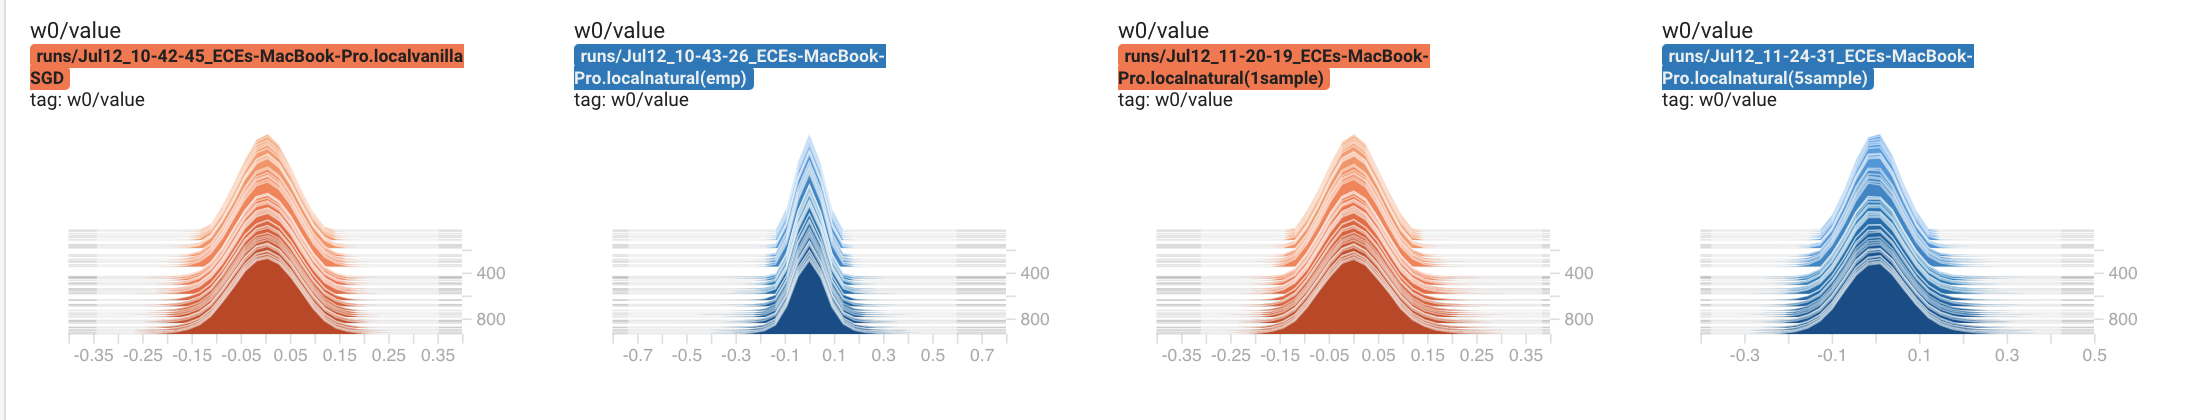 w0/value
runs/Jul12_10-42-45_ECEs-MacBook-Pro.localvanilla
SGD
tag: w0/value
400
800
-0.35 -0.25 -0.15 -0.05 0.05 0.15 0.25 0.35
w0/value
runs/Jul12_10-43-26_ECEs-MacBook-
Pro.localnatural(emp)
tag: w0/value
400
800
-0.7 -0.5 -0.3 -0.1 0.1 0.3 0.5 0.7
w0/value
runs/Jul12_11-20-19_ECEs-MacBook-
Pro.localnatural(1sample)
tag: w0/value
400
800
-0.35 -0.25 -0.15 -0.05 0.05 0.15 0.25 0.35
w0/value
runs/Jul12_11-24-31_ECEs-MacBook-
Pro.localnatural(5sample)
tag: w0/value
400
800
-0.3 -0.1 0.1 0.3 0.5